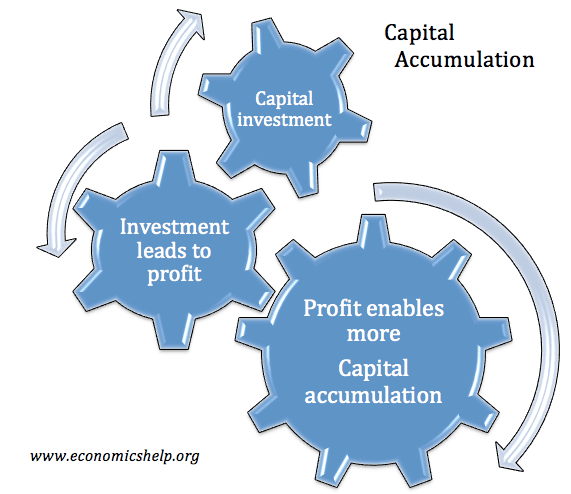 Capital
Accumulation
Capital
investment
Investment
leads to
profit
Profit enables
more
Capital
accumulation
www.economicshelp.org